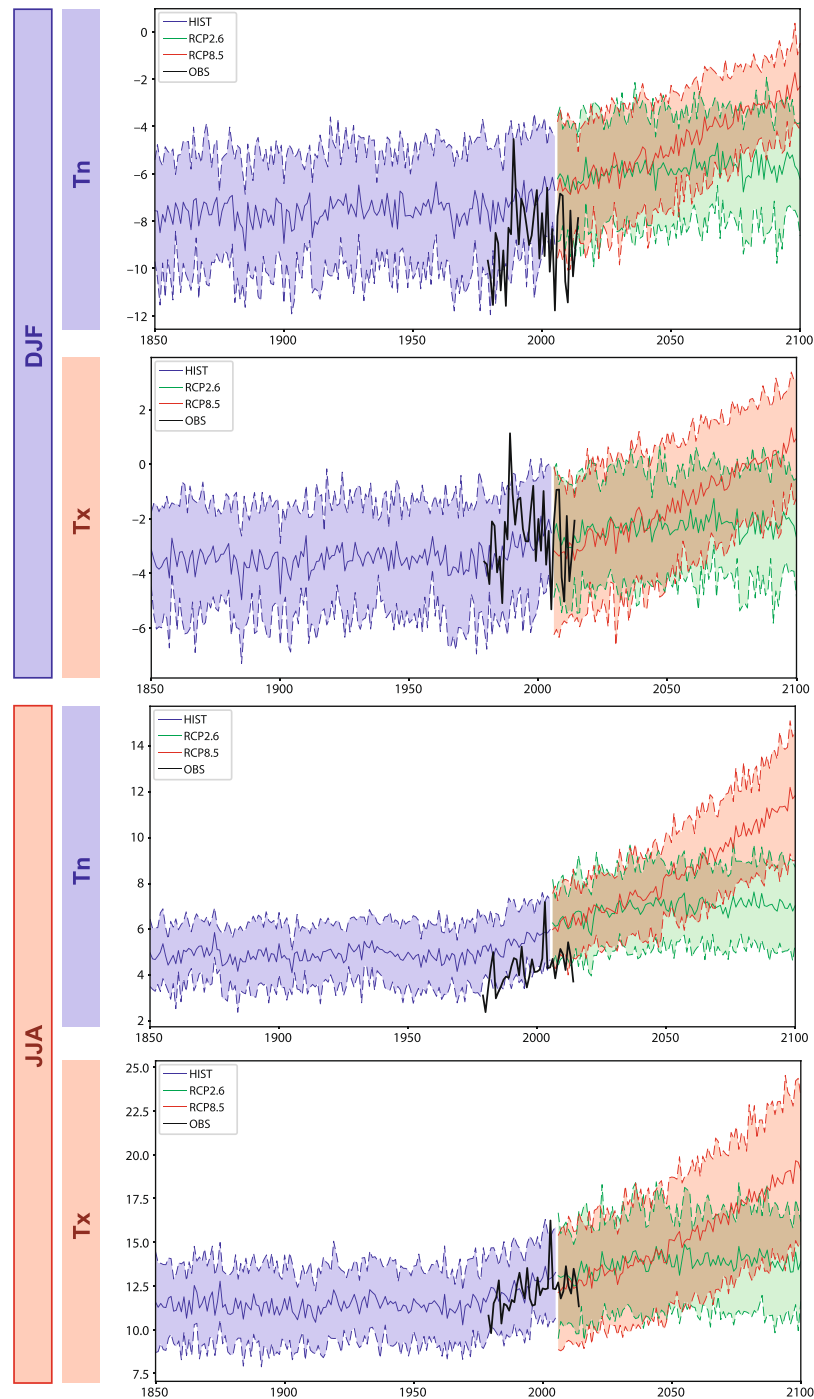 DJF
Tn
HIST
RCP2.6
RCP8.5
OBS
0
−2
−4
−6
−8
−10
−12
1850 1900 1950 2000 2050 2100
Tx
HIST
RCP2.6
RCP8.5
OBS
2
0
−2
−4
−6
1850 1900 1950 2000 2050 2100
JJA
Tn
HIST
RCP2.6
RCP8.5
OBS
14
12
10
8
6
4
2
1850 1900 1950 2000 2050 2100
Tx
HIST
RCP2.6
RCP8.5
OBS
25.0
22.5
20.0
17.5
15.0
12.5
10.0
7.5
1850 1900 1950 2000 2050 2100